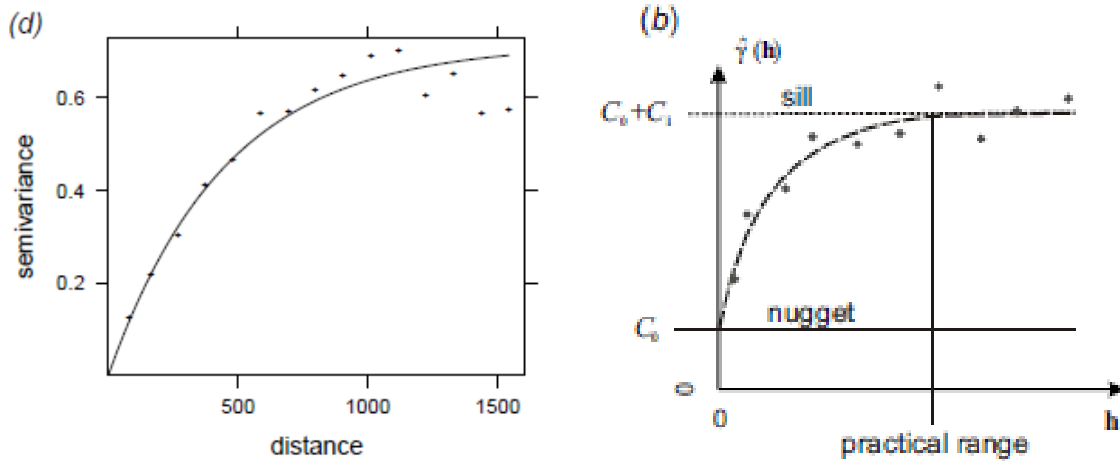 (d)
semivariance
0.6
0.4
0.2
500 1000 1500
distance
(b)
γ̂(h)
sill
C₀+C₁
nugget
C₀
0
0
h
practical range